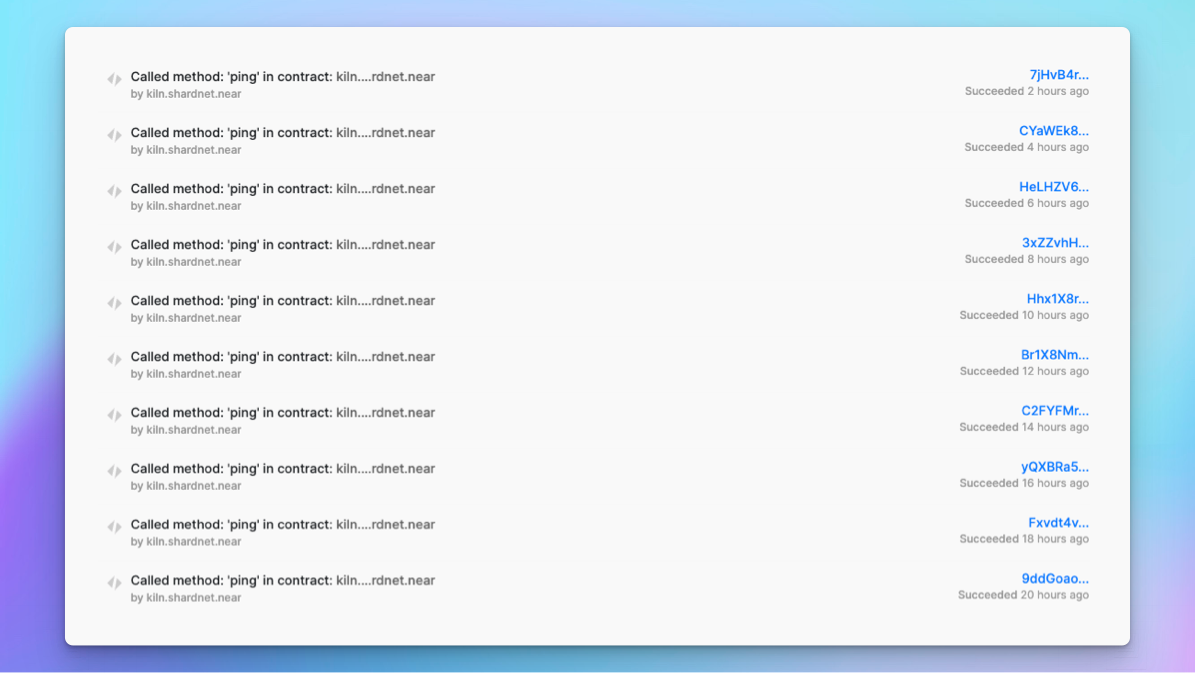 Called method: 'ping' in contract: kiln....rdnet.near
7jHvB4r...
by kiln.shardnet.near
Succeeded 2 hours ago
Called method: 'ping' in contract: kiln....rdnet.near
CYaWEk8...
by kiln.shardnet.near
Succeeded 4 hours ago
Called method: 'ping' in contract: kiln....rdnet.near
HeLHZV6...
by kiln.shardnet.near
Succeeded 6 hours ago
Called method: 'ping' in contract: kiln....rdnet.near
3xZZvhH...
by kiln.shardnet.near
Succeeded 8 hours ago
Called method: 'ping' in contract: kiln....rdnet.near
Hhx1X8r...
by kiln.shardnet.near
Succeeded 10 hours ago
Called method: 'ping' in contract: kiln....rdnet.near
Br1X8Nm...
by kiln.shardnet.near
Succeeded 12 hours ago
Called method: 'ping' in contract: kiln....rdnet.near
C2FYFMr...
by kiln.shardnet.near
Succeeded 14 hours ago
Called method: 'ping' in contract: kiln....rdnet.near
yQXBRa5...
by kiln.shardnet.near
Succeeded 16 hours ago
Called method: 'ping' in contract: kiln....rdnet.near
Fxvdt4v...
by kiln.shardnet.near
Succeeded 18 hours ago
Called method: 'ping' in contract: kiln....rdnet.near
9ddGoao...
by kiln.shardnet.near
Succeeded 20 hours ago